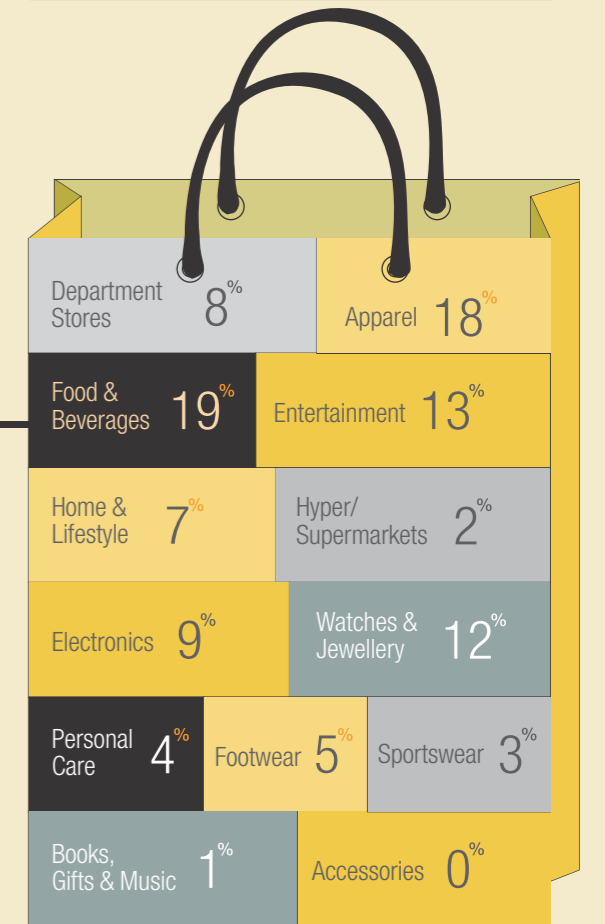 Department
Stores
8%
Apparel 18%
Food &
Beverages
19%
Entertainment 13%
Home &
Lifestyle
7%
Hyper/
Supermarkets
2%
Electronics 9%
Watches &
Jewellery
12%
Personal
Care
4%
Footwear 5%
Sportswear 3%
Books,
Gifts & Music
1%
Accessories 0%